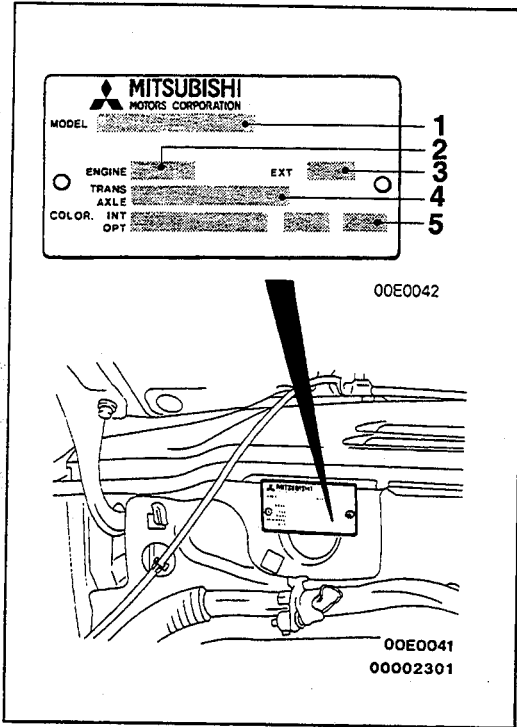 MITSUBISHI
MOTORS CORPORATION
MODEL 1
2
ENGINE EXT 3
TRANS
AXLE 4
COLOR. INT
OPT 5
00E0042
MITSUBISHI
00E0041
00002301